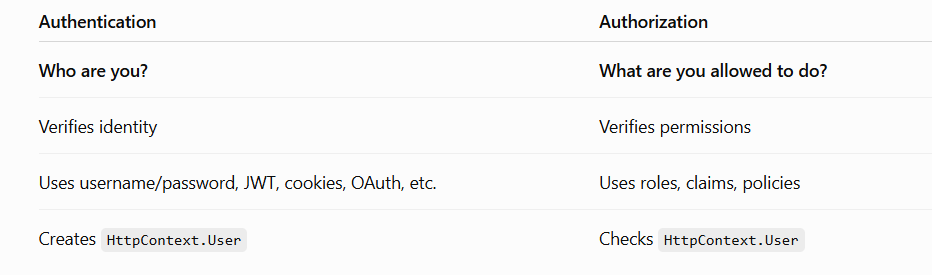 Authentication Authorization
Who are you? What are you allowed to do?
Verifies identity Verifies permissions
Uses username/password, JWT, cookies, OAuth, etc. Uses roles, claims, policies
Creates HttpContext.User Checks HttpContext.User